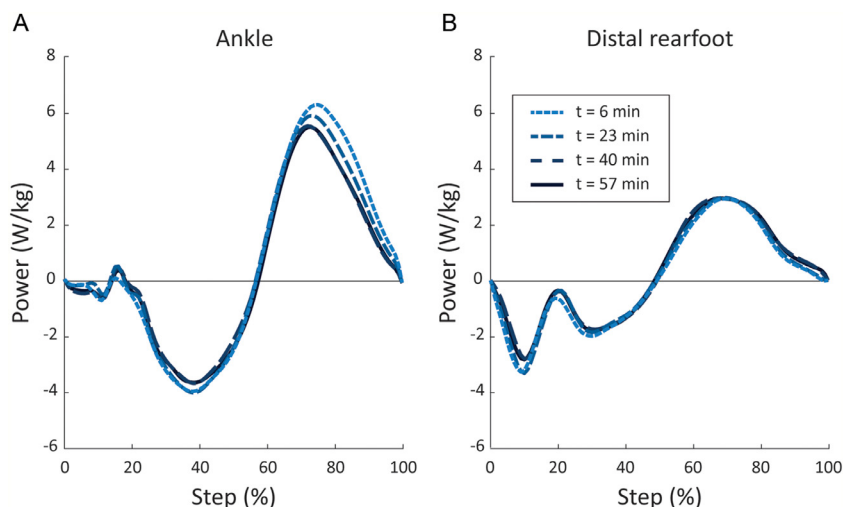 A
Ankle
8
6
4
2
0
-2
-4
-6
Power (W/kg)
0 20 40 60 80 100
Step (%)
B
Distal rearfoot
8
6
4
2
0
-2
-4
-6
Power (W/kg)
t = 6 min
t = 23 min
t = 40 min
t = 57 min
0 20 40 60 80 100
Step (%)